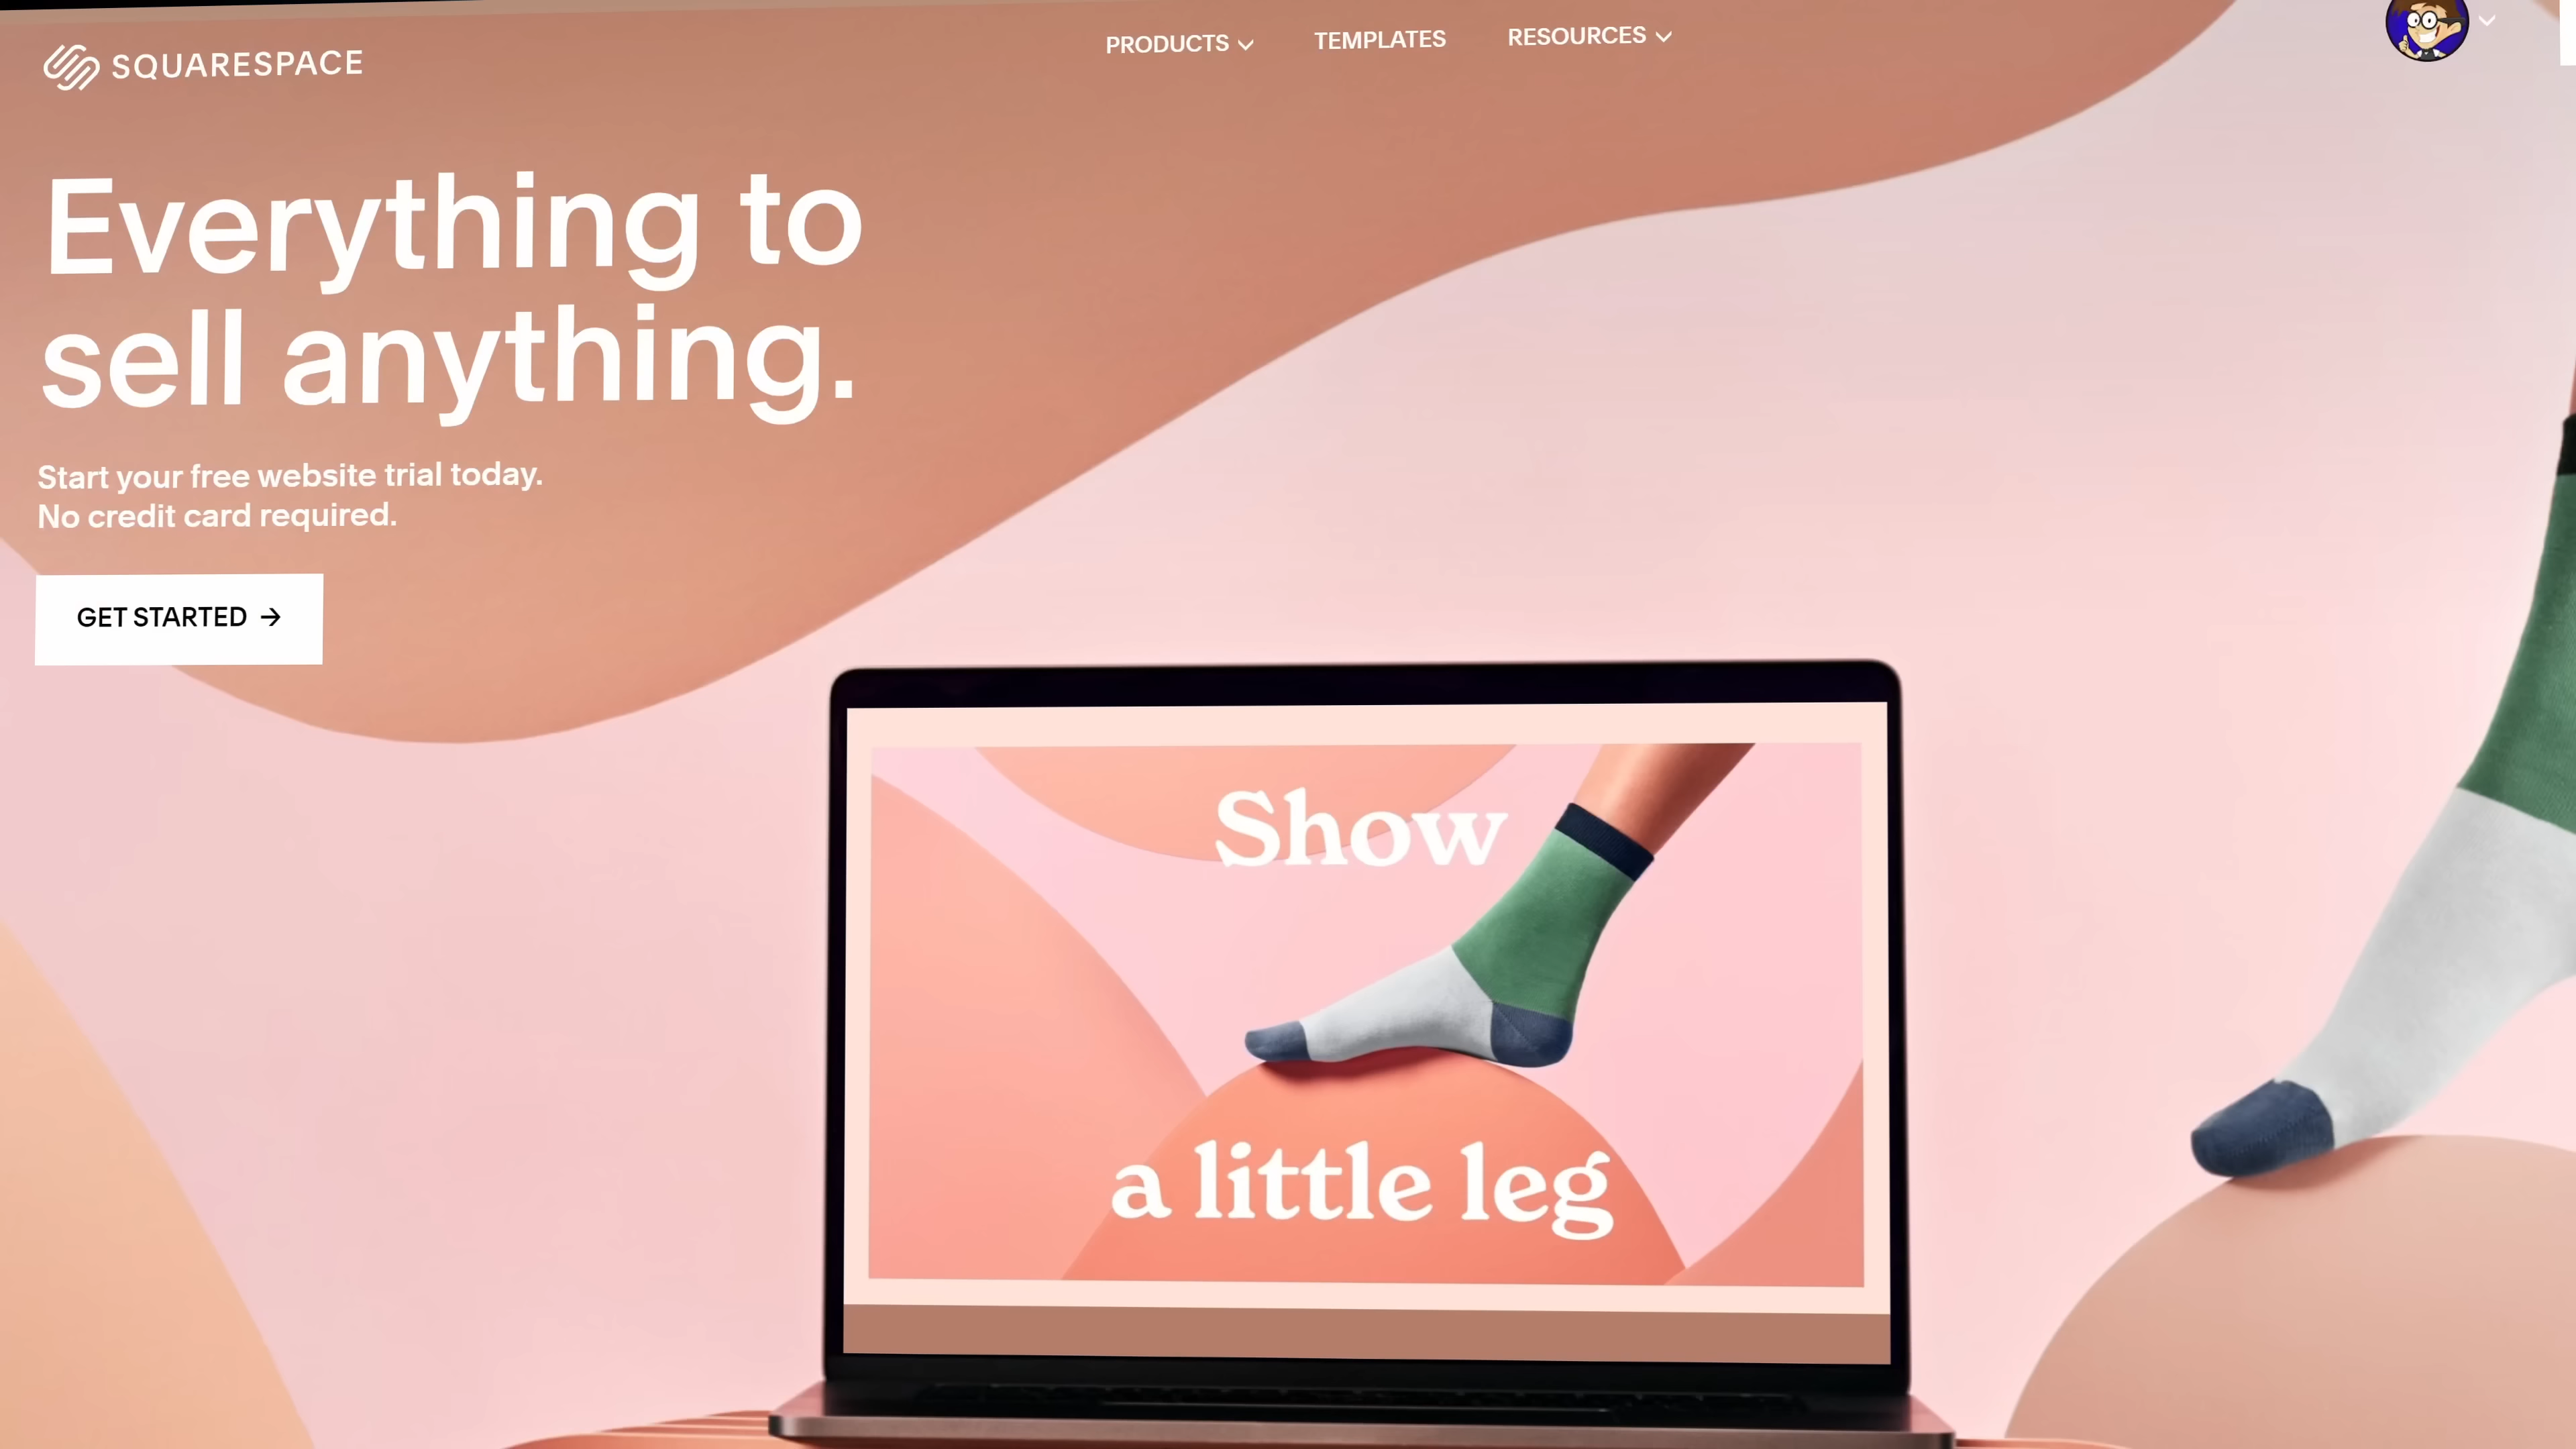 SQUARESPACE
PRODUCTS
TEMPLATES
RESOURCES
Everything to
sell anything.
Start your free website trial today.
No credit card required.
GET STARTED →
Show
a little leg